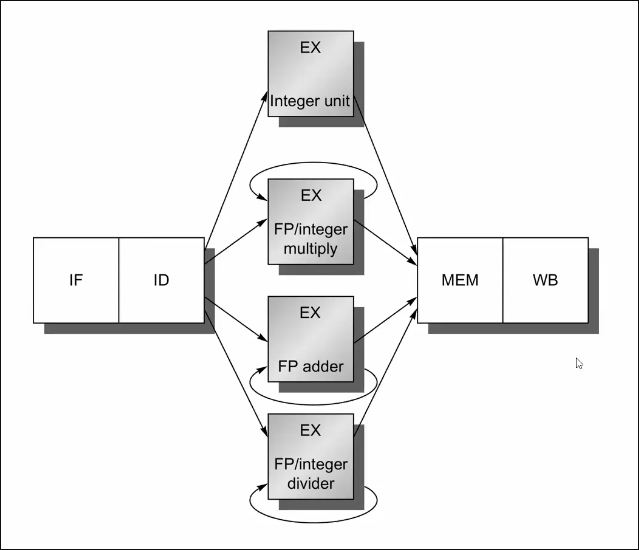 EX
Integer unit
EX
FP/integer
multiply
IF
ID
MEM
WB
EX
FP adder
EX
FP/integer
divider